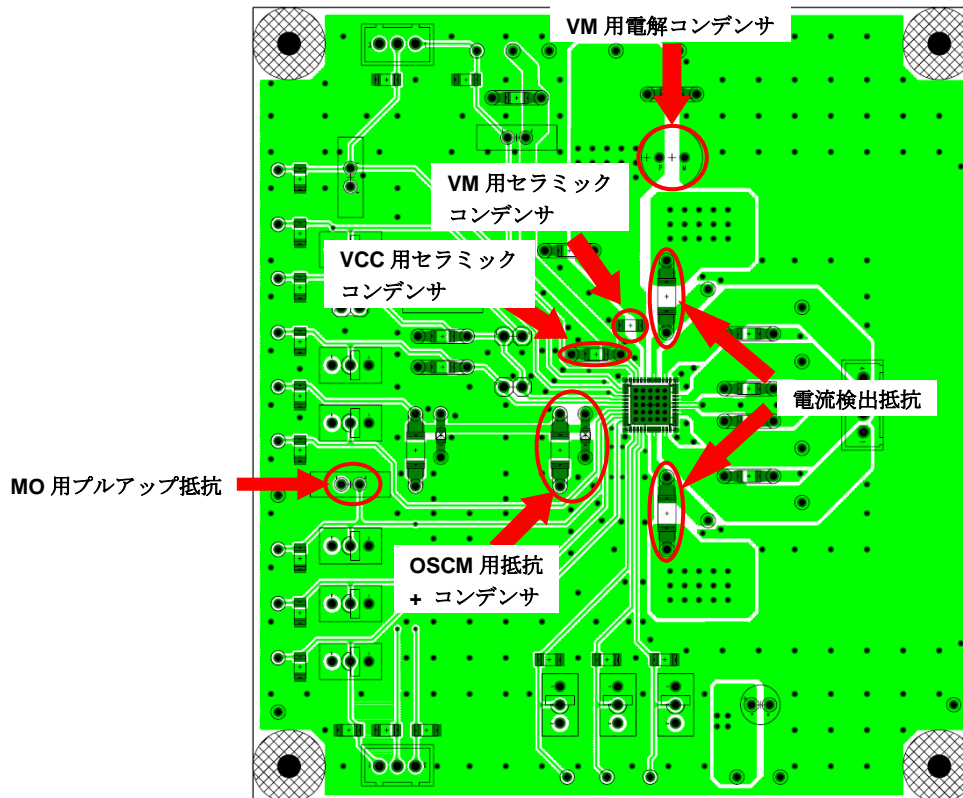 VM 用電解コンデンサ
VM 用セラミック
コンデンサ
VCC 用セラミック
コンデンサ
電流検出抵抗
MO 用プルアップ抵抗
OSCM 用抵抗
+ コンデンサ